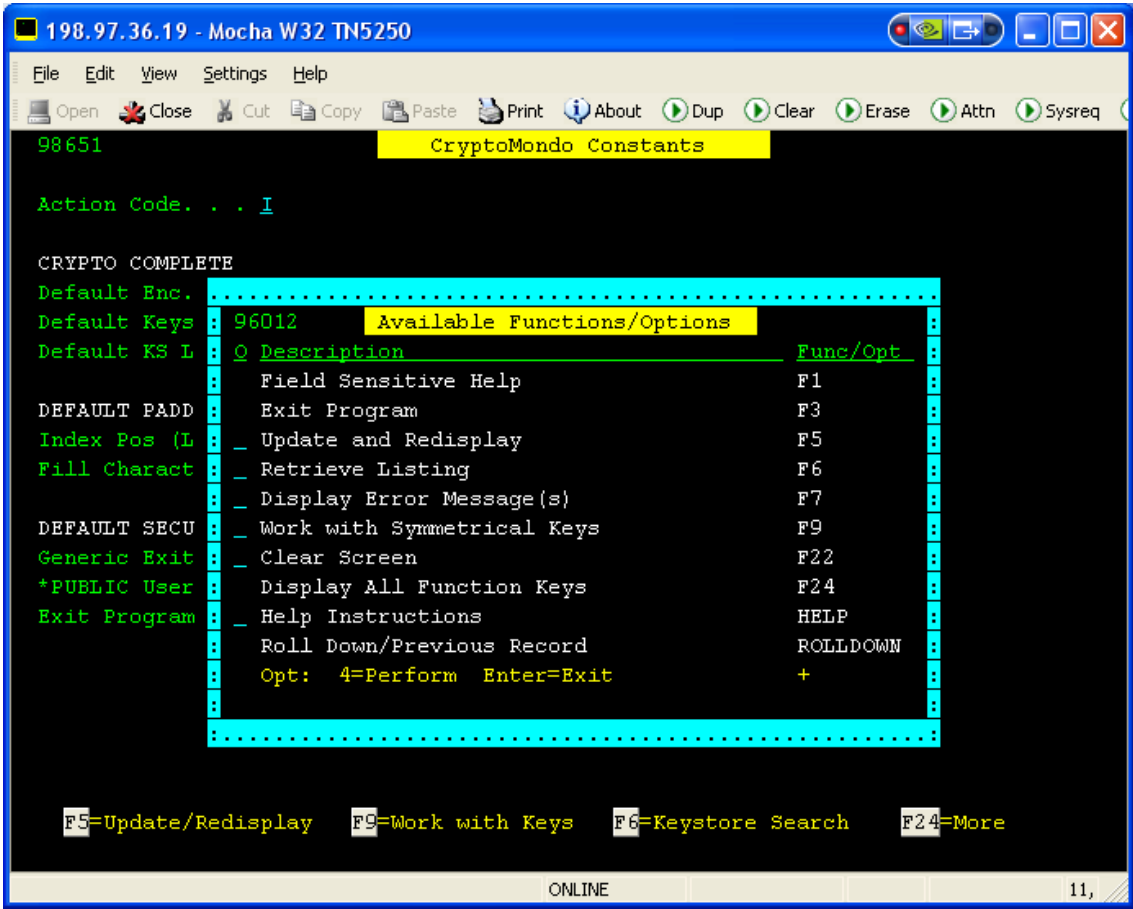 198.97.36.19 - Mocha W32 TN5250
File Edit View Settings Help
Open Close Cut Copy Paste Print About Dup Clear Erase Attn Sysreq
98651 CryptoMondo Constants
Action Code. . . I
CRYPTO COMPLETE
Default Enc.
Default Keys : 96012 Available Functions/Options :
Default KS L : O Description Func/Opt :
: Field Sensitive Help F1 :
DEFAULT PADD : Exit Program F3 :
Index Pos (L : _ Update and Redisplay F5 :
Fill Charact : _ Retrieve Listing F6 :
: _ Display Error Message(s) F7 :
DEFAULT SECU : _ Work with Symmetrical Keys F9 :
Generic Exit : _ Clear Screen F22 :
*PUBLIC User : Display All Function Keys F24 :
Exit Program : _ Help Instructions HELP :
: Roll Down/Previous Record ROLLDOWN :
: Opt: 4=Perform Enter=Exit + :
F5=Update/Redisplay F9=Work with Keys F6=Keystore Search F24=More
ONLINE 11,